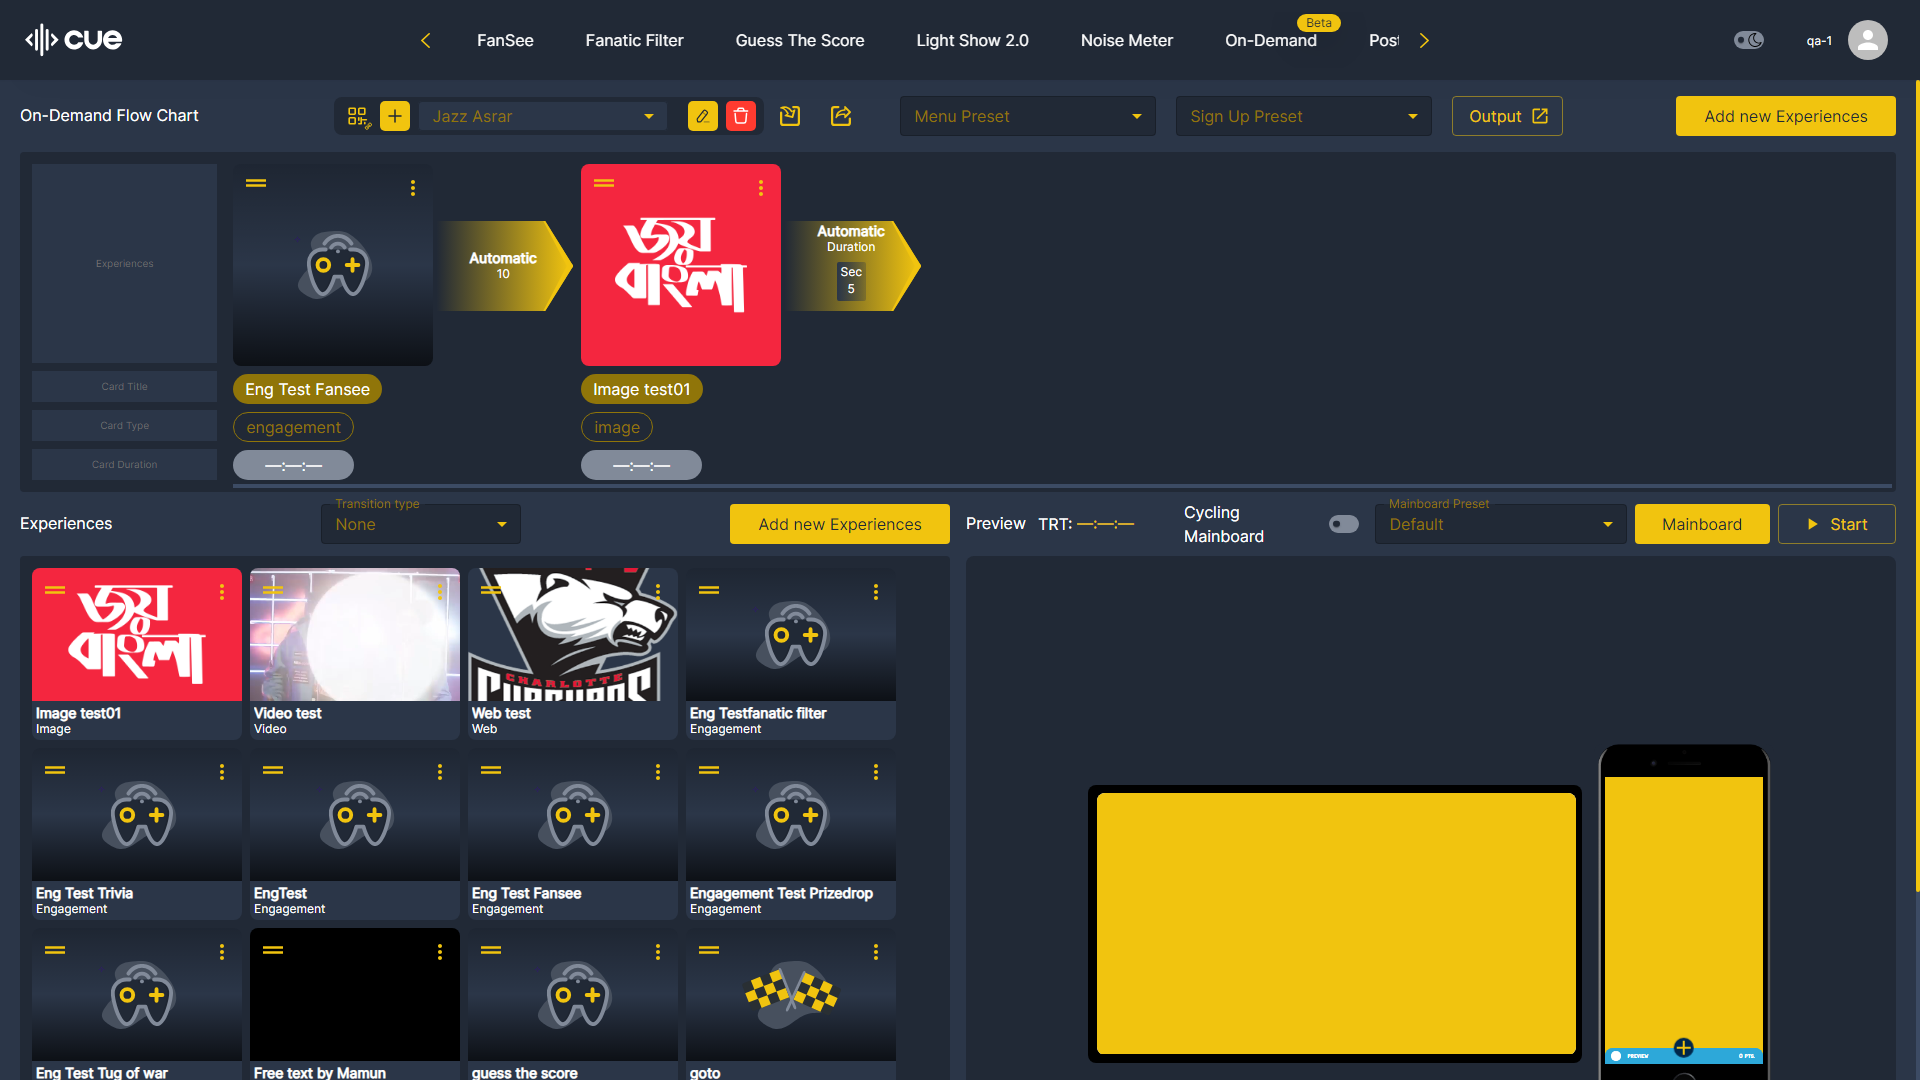 cue
FanSee
Fanatic Filter
Guess The Score
Light Show 2.0
Noise Meter
Beta
On-Demand
Post
qa-1
On-Demand Flow Chart
Jazz Asrar
Menu Preset
Sign Up Preset
Output
Add new Experiences
Experiences
Automatic
10
জয়
বাংলা
Automatic
Duration
Sec
5
Card Title
Eng Test Fansee
Image test01
Card Type
engagement
image
Card Duration
—:—:—
—:—:—
Experiences
Transition type
None
Add new Experiences
Preview
TRT: —:—:—
Cycling
Mainboard
Mainboard Preset
Default
Mainboard
Start
জয়
বাংলা
CHARLOTTE
Image test01
Image
Video test
Video
Web test
Web
Eng Testfanatic filter
Engagement
Eng Test Trivia
Engagement
EngTest
Engagement
Eng Test Fansee
Engagement
Engagement Test Prizedrop
Engagement
Eng Test Tug of war
Free text by Mamun
guess the score
goto
PREVIEW
0 PTS.